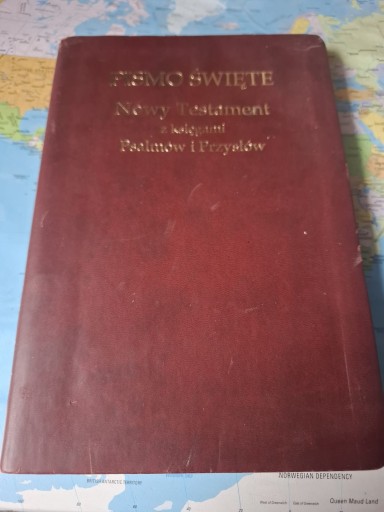 PISMO ŚWIĘTE
Nowy Testament
z księgami
Psalmów i Przysłów
NORWEGIAN DEPENDENCY
Queen Maud Land